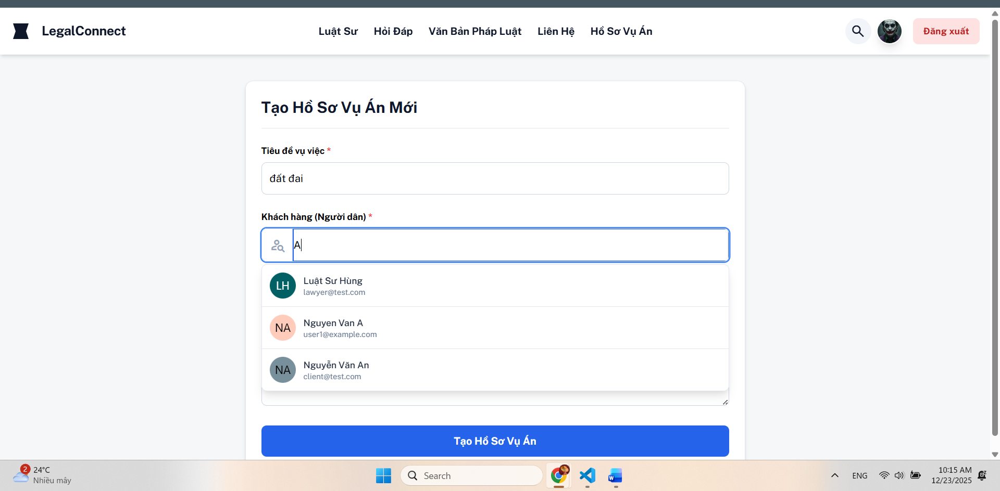 LegalConnect
Luật Sư Hỏi Đáp Văn Bản Pháp Luật Liên Hệ Hồ Sơ Vụ Án
Đăng xuất
Tạo Hồ Sơ Vụ Án Mới
Tiêu đề vụ việc *
đất đai
Khách hàng (Người dân) *
A
LH
Luật Sư Hùng
lawyer@test.com
NA
Nguyen Van A
user1@example.com
NA
Nguyễn Văn An
client@test.com
Tạo Hồ Sơ Vụ Án
2
24°C
Nhiều mây
Search
ENG
10:15 AM
12/23/2025